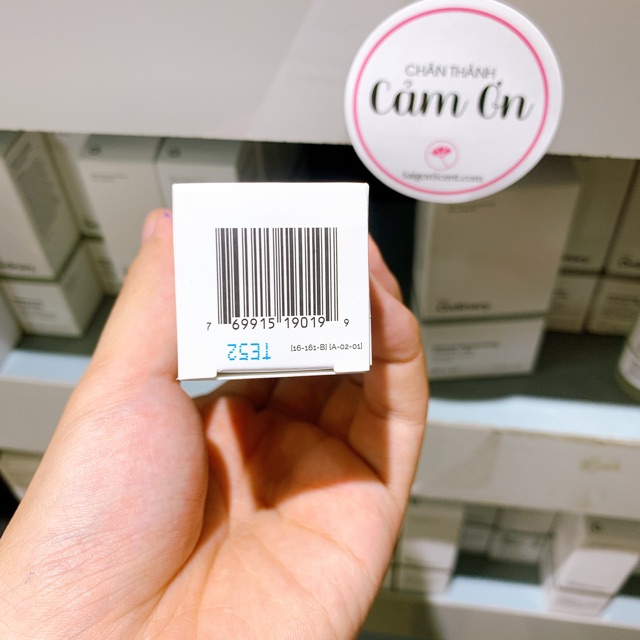 CHÂN THÀNH
Cảm Ơn
SaigonScent.com
7 69915 19019 9
TE52
[16-161-B] [A-02-01]